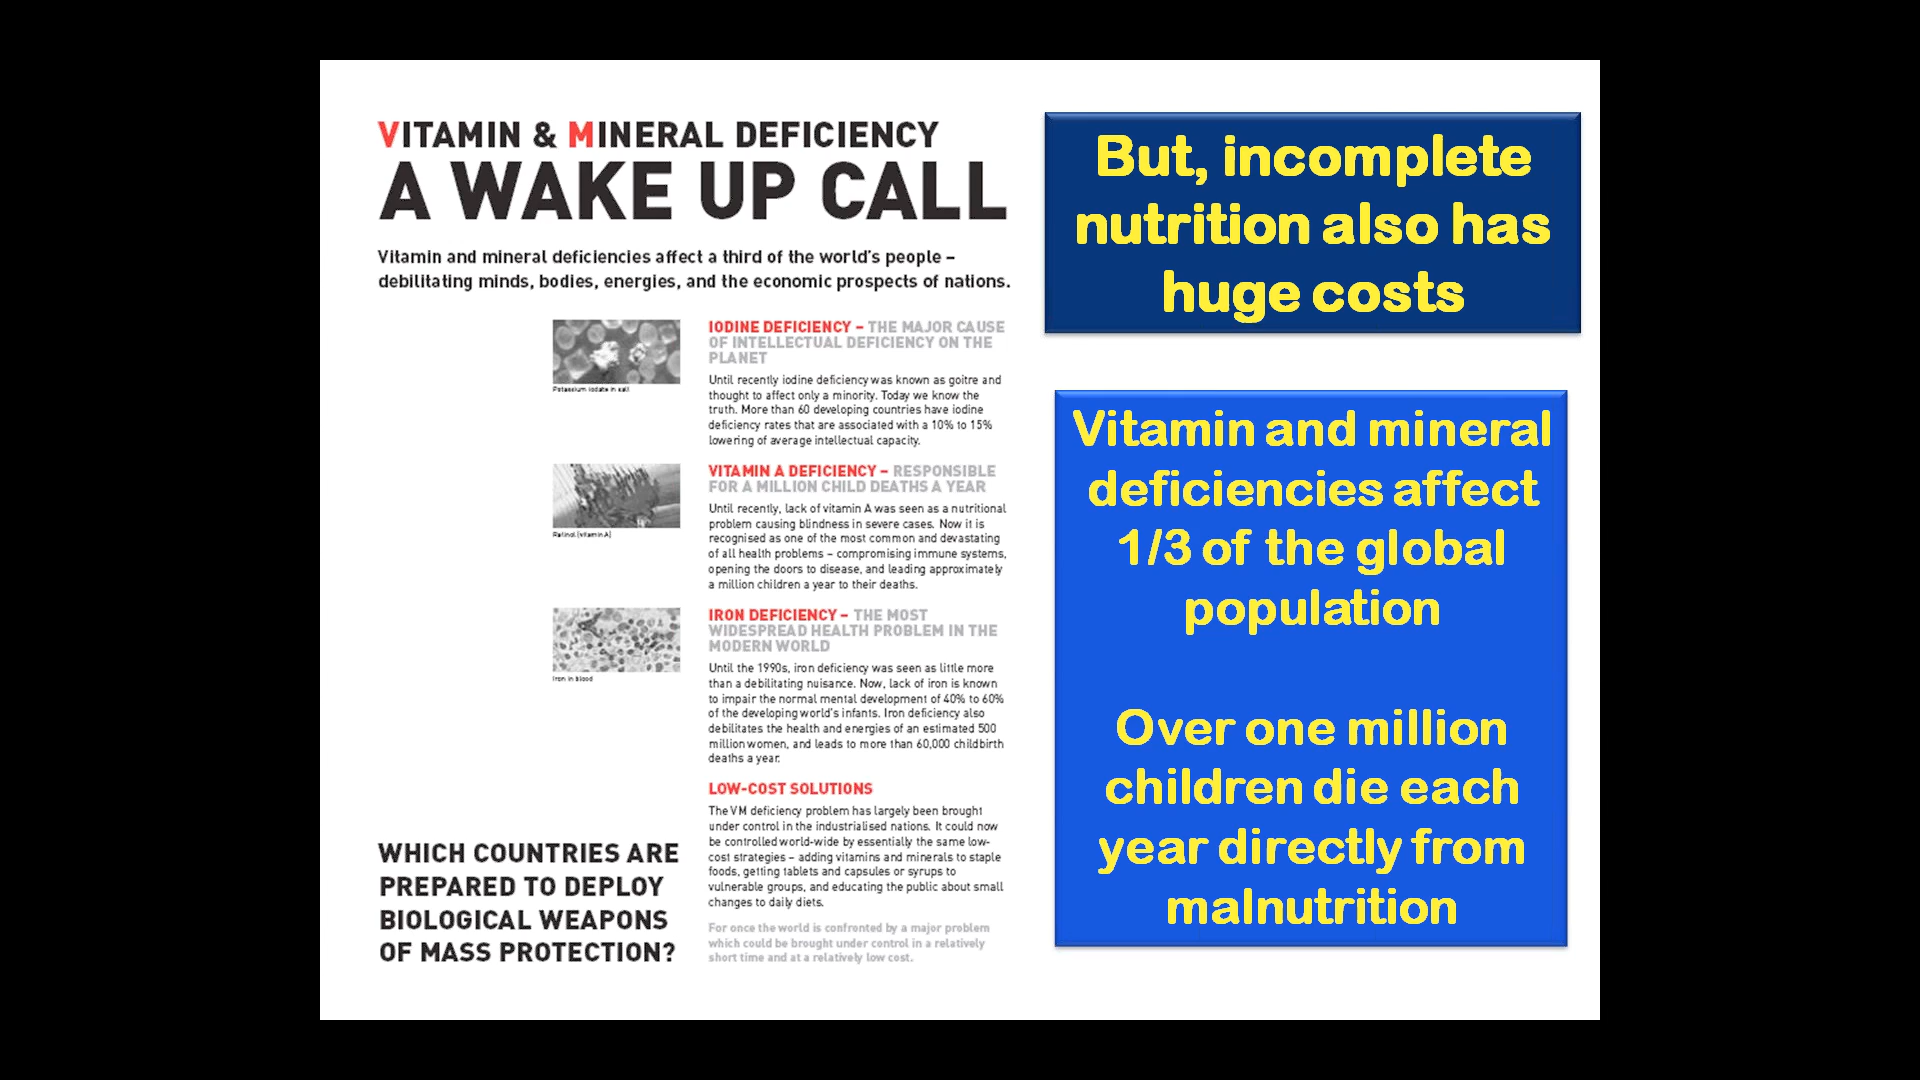 VITAMIN & MINERAL DEFICIENCY
A WAKE UP CALL
Vitamin and mineral deficiencies affect a third of the world's people –
debilitating minds, bodies, energies, and the economic prospects of nations.
Potassium iodate in salt
IODINE DEFICIENCY – THE MAJOR CAUSE
OF INTELLECTUAL DEFICIENCY ON THE
PLANET
Until recently iodine deficiency was known as goitre and
thought to affect only a minority. Today we know the
truth. More than 60 developing countries have iodine
deficiency rates that are associated with a 10% to 15%
lowering of average intellectual capacity.
Retinol (vitamin A)
VITAMIN A DEFICIENCY – RESPONSIBLE
FOR A MILLION CHILD DEATHS A YEAR
Until recently, lack of vitamin A was seen as a nutritional
problem causing blindness in severe cases. Now it is
recognised as one of the most common and devastating
of all health problems – compromising immune systems,
opening the doors to disease, and leading approximately
a million children a year to their deaths.
Iron in blood
IRON DEFICIENCY – THE MOST
WIDESPREAD HEALTH PROBLEM IN THE
MODERN WORLD
Until the 1990s, iron deficiency was seen as little more
than a debilitating nuisance. Now, lack of iron is known
to impair the normal mental development of 40% to 60%
of the developing world's infants. Iron deficiency also
debilitates the health and energies of an estimated 500
million women, and leads to more than 60,000 childbirth
deaths a year.
LOW-COST SOLUTIONS
The VM deficiency problem has largely been brought
under control in the industrialised nations. It could now
be controlled world-wide by essentially the same low-
cost strategies – adding vitamins and minerals to staple
foods, getting tablets and capsules or syrups to
vulnerable groups, and educating the public about small
changes to daily diets.
For once the world is confronted by a major problem
which could be brought under control in a relatively
short time and at a relatively low cost.
WHICH COUNTRIES ARE
PREPARED TO DEPLOY
BIOLOGICAL WEAPONS
OF MASS PROTECTION?
But, incomplete
nutrition also has
huge costs
Vitamin and mineral
deficiencies affect
1/3 of the global
population
Over one million
children die each
year directly from
malnutrition